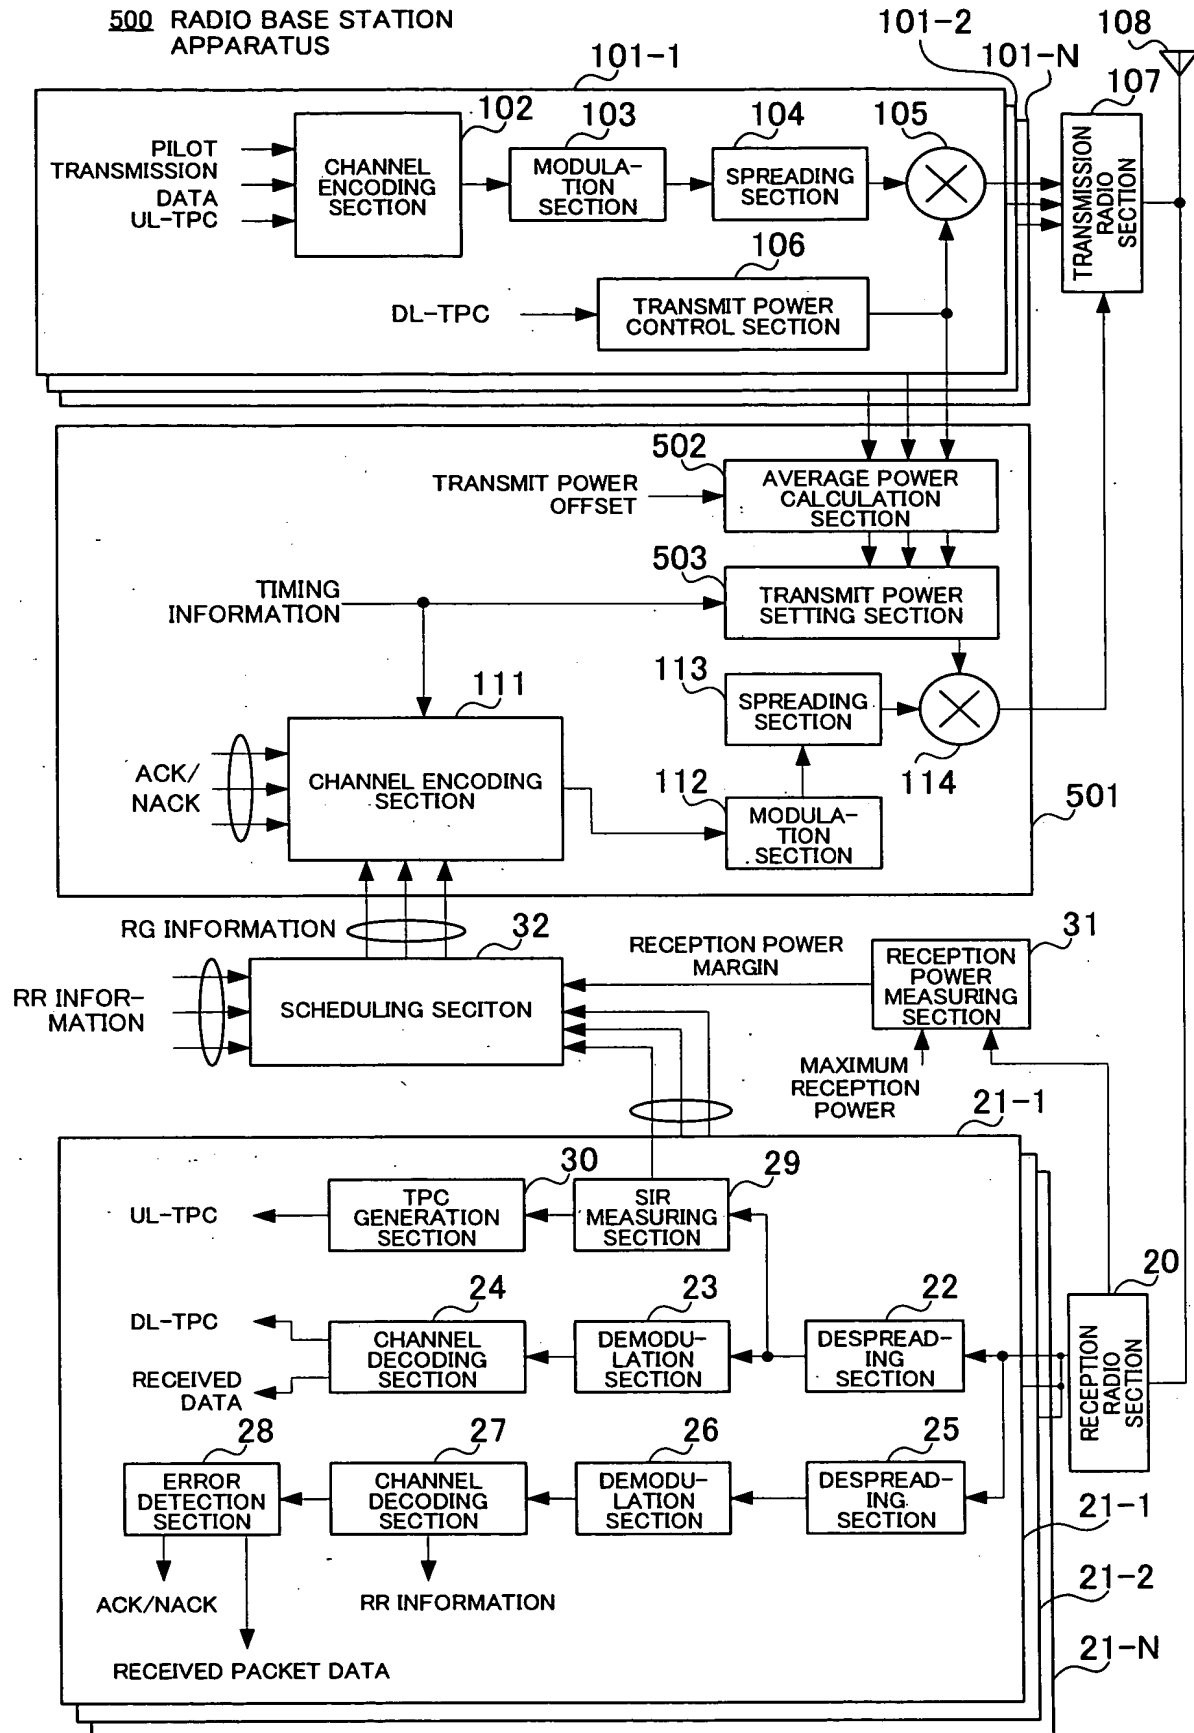 500 RADIO BASE STATION
APPARATUS
101-1
101-2
101-N
108
107
102
103
104
105
PILOT
TRANSMISSION
DATA
UL-TPC
CHANNEL
ENCODING
SECTION
MODULA-
TION
SECTION
SPREADING
SECTION
TRANSMISSION
RADIO
SECTION
106
DL-TPC
TRANSMIT POWER
CONTROL SECTION
502
TRANSMIT POWER
OFFSET
AVERAGE POWER
CALCULATION
SECTION
503
TIMING
INFORMATION
TRANSMIT POWER
SETTING SECTION
113
SPREADING
SECTION
111
114
ACK/
NACK
CHANNEL ENCODING
SECTION
112
MODULA-
TION
SECTION
501
RG INFORMATION
32
RECEPTION POWER
MARGIN
31
RECEPTION
POWER
MEASURING
SECTION
RR INFOR-
MATION
SCHEDULING SECITON
MAXIMUM
RECEPTION
POWER
21-1
30
29
UL-TPC
TPC
GENERATION
SECTION
SIR
MEASURING
SECTION
20
24
23
22
DL-TPC
RECEIVED
DATA
CHANNEL
DECODING
SECTION
DEMODU-
LATION
SECTION
DESPREAD-
ING
SECTION
RECEPTION
RADIO
SECTION
28
27
26
25
ERROR
DETECTION
SECTION
CHANNEL
DECODING
SECTION
DEMODU-
LATION
SECTION
DESPREAD-
ING
SECTION
21-1
21-2
21-N
ACK/NACK
RR INFORMATION
RECEIVED PACKET DATA